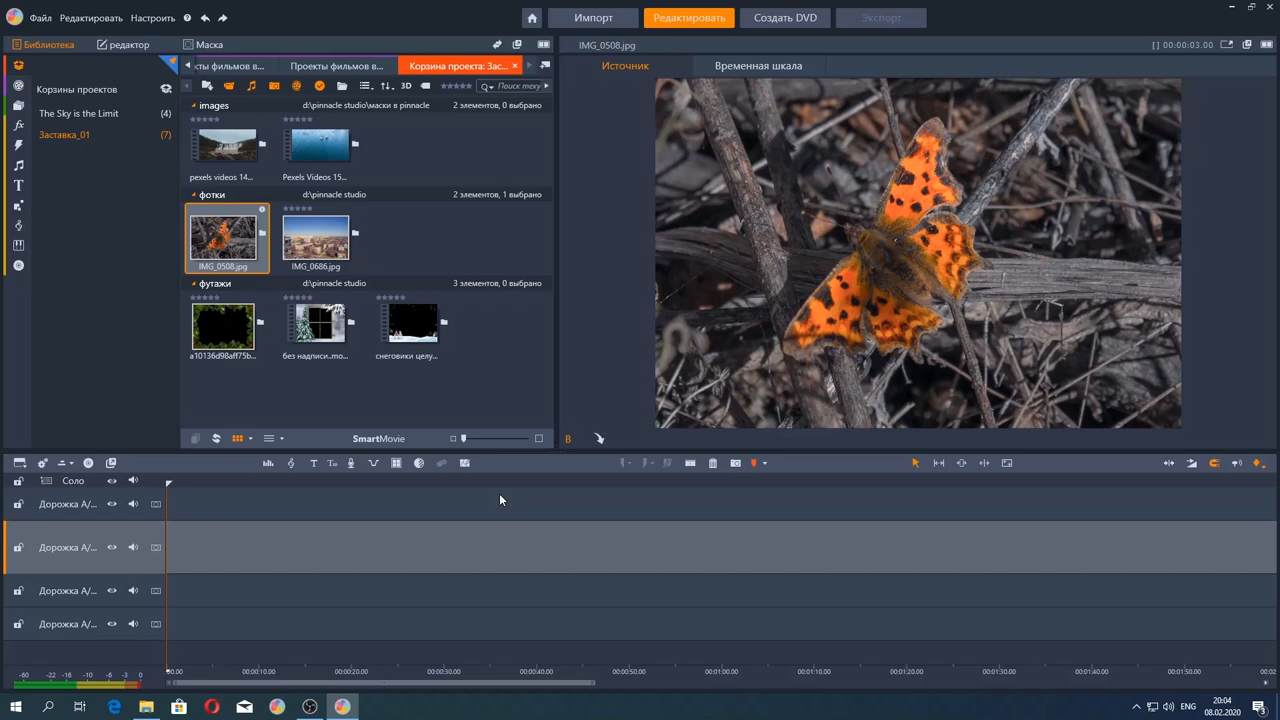 Файл Редактировать Настроить Импорт Редактировать Создать DVD Экспорт
Библиотека редактор Маска IMG_0508.jpg [] 00:00:03.00
кты фильмов в... Проекты фильмов в... Корзина проекта: Зас... × Источник Временная шкала
Корзины проектов 3D Поиск теку
The Sky is the Limit (4)
Заставка_01 (7)
images d:\pinnacle studio\маски в pinnacle 2 элементов, 0 выбрано
pexels videos 14... Pexels Videos 15...
фотки d:\pinnacle studio 2 элементов, 1 выбрано
IMG_0508.jpg IMG_0686.jpg
футажи d:\pinnacle studio 3 элементов, 0 выбрано
a10136d98aff75b... без надписи..mo... снеговики целу...
SmartMovie В
Соло
Дорожка A/...
Дорожка A/...
Дорожка A/...
Дорожка A/...
00.00 00:00:10.00 00:00:20.00 00:00:30.00 00:00:40.00 00:00:50.00 00:01:00.00 00:01:10.00 00:01:20.00 00:01:30.00 00:01:40.00 00:01:50.00
-60 -22 -16 -10 -6 -3 0
ENG 20:04
08.02.2020 3